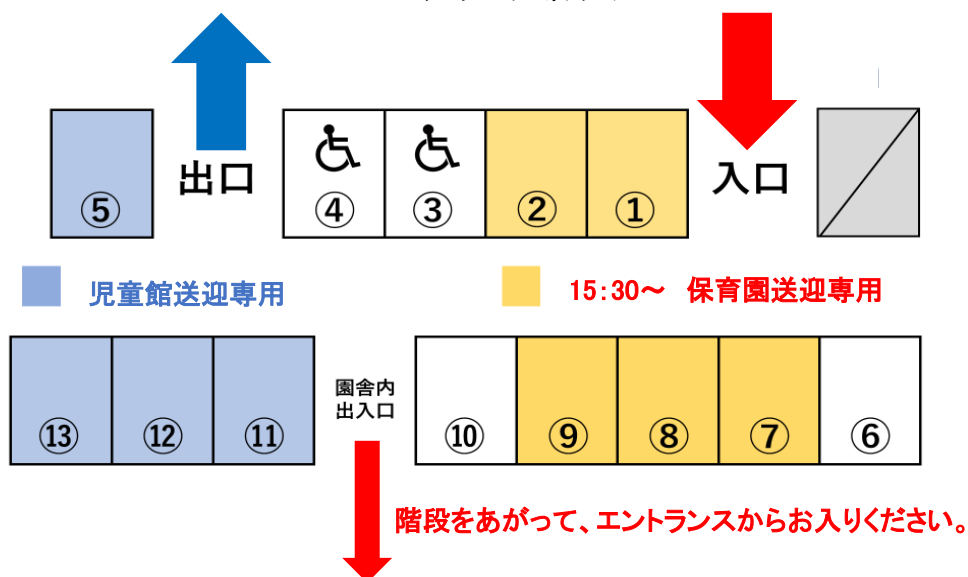 出口
入口
⑤
④
③
②
①
児童館送迎専用
15:30～ 保育園送迎専用
⑬
⑫
⑪
園舎内
出入口
⑩
⑨
⑧
⑦
⑥
階段をあがって、エントランスからお入りください。